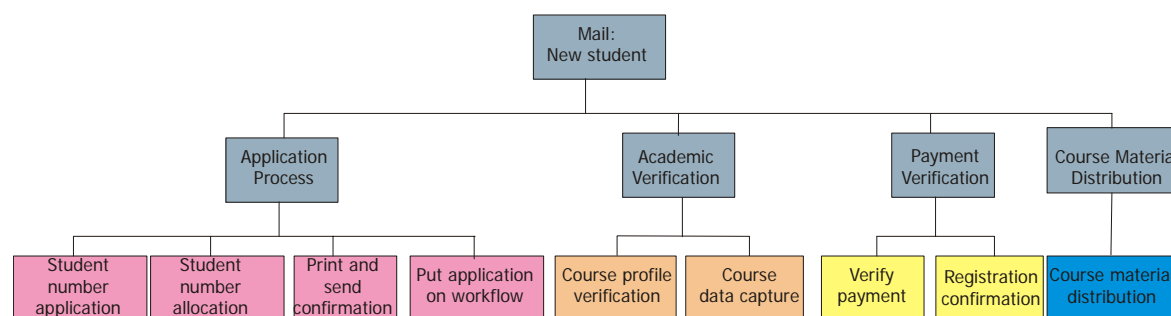 Mail:
New student
Application
Process
Academic
Verification
Payment
Verification
Course Materia
Distribution
Student
number
application
Student
number
allocation
Print and
send
confirmation
Put application
on workflow
Course profile
verification
Course
data capture
Verify
payment
Registration
confirmation
Course material
distribution